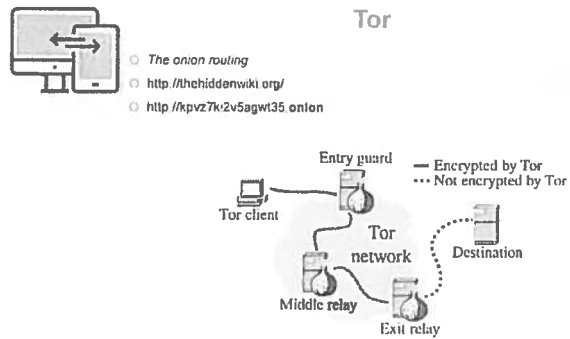 Tor
The onion routing
http://thehiddenwiki.org/
http://kpvz7ki2v5agwt35.onion
Entry guard
Encrypted by Tor
Not encrypted by Tor
Tor client
Tor
network
Destination
Middle relay
Exit relay